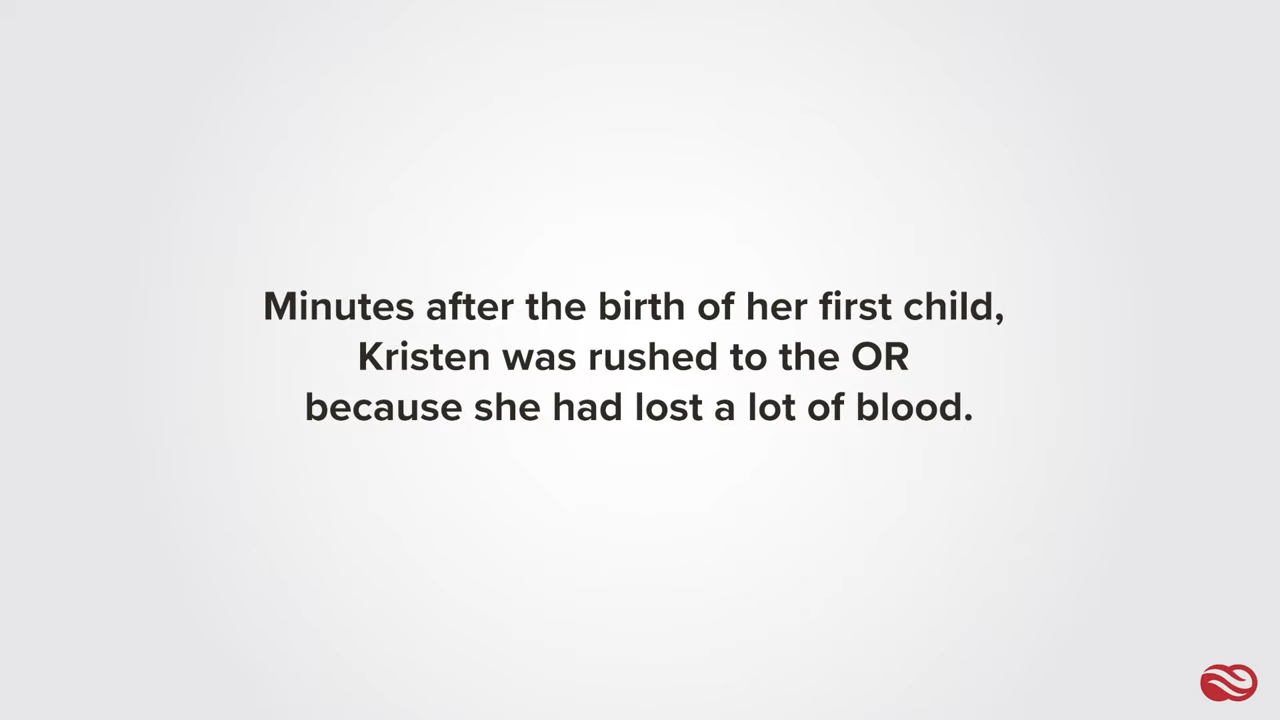 Minutes after the birth of her first child,
Kristen was rushed to the OR
because she had lost a lot of blood.